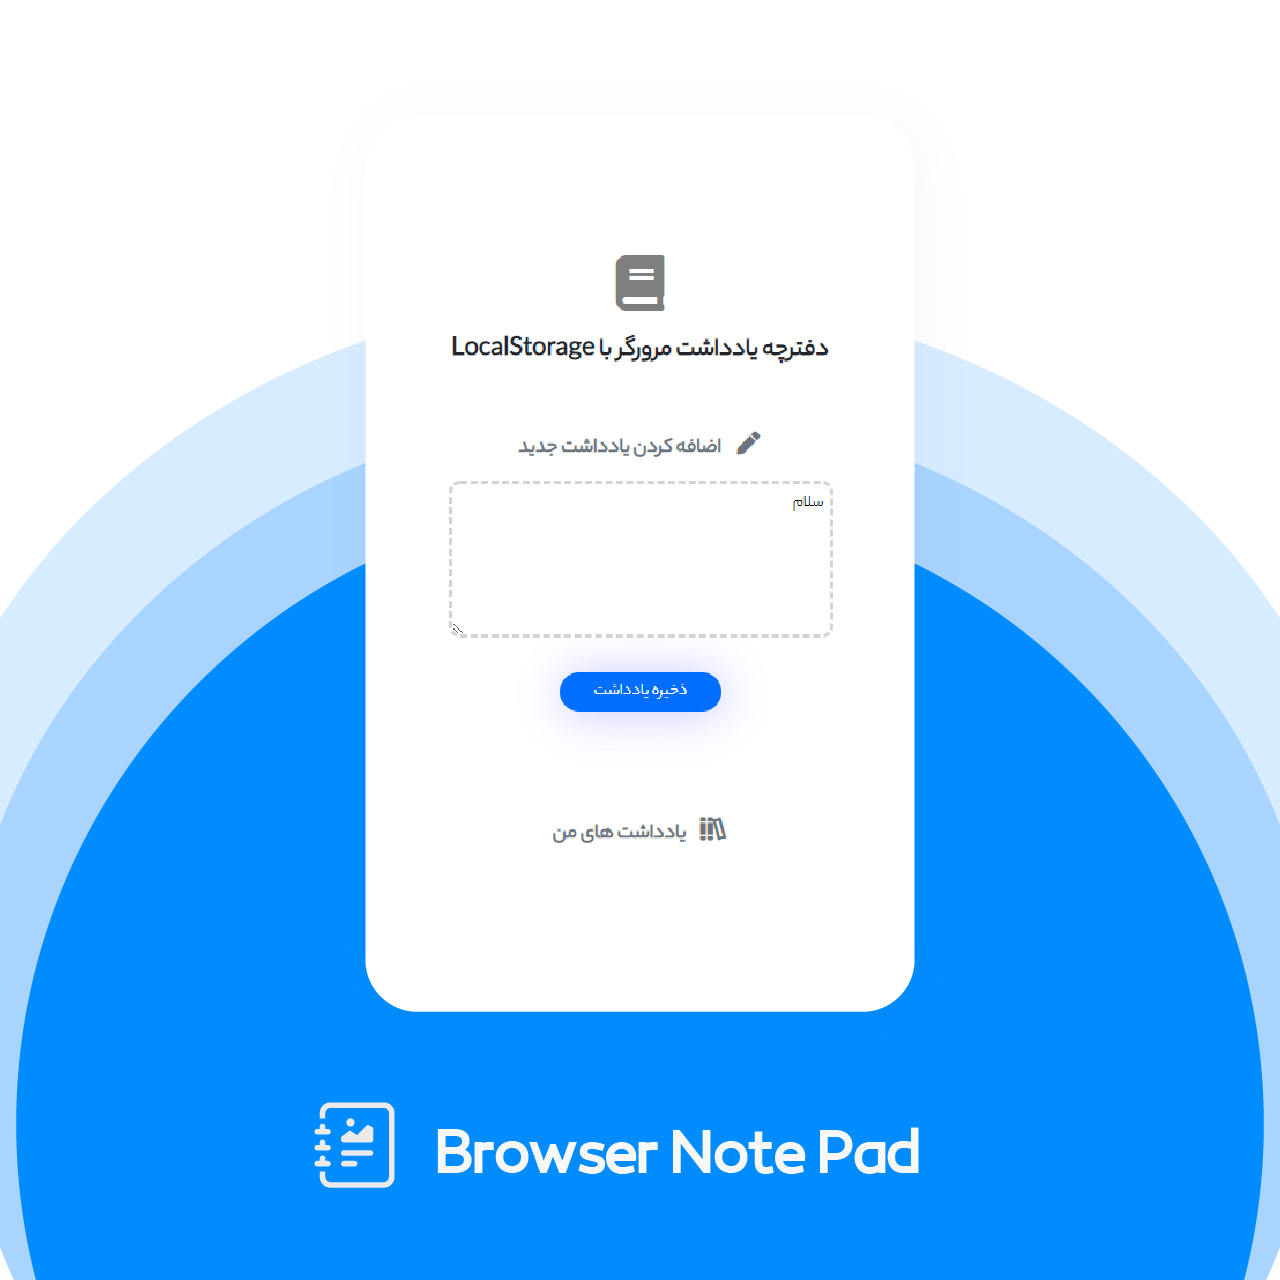 دفترچه یادداشت مرورگر با LocalStorage
اضافه کردن یادداشت جدید
سلام
ذخیره یادداشت
یادداشت های من
Browser Note Pad